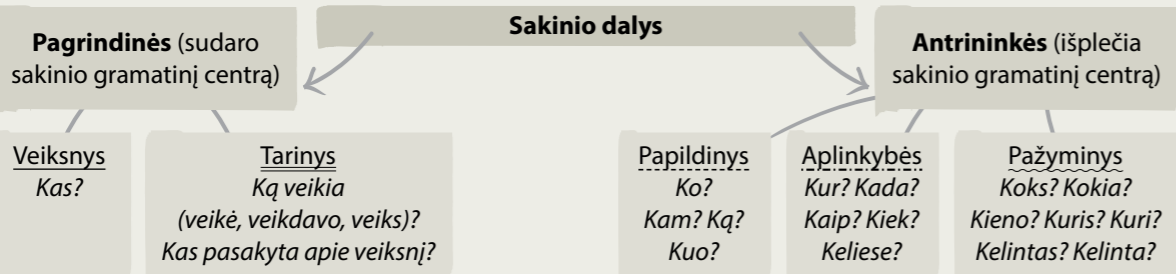 Sakinio dalys
Pagrindinės (sudaro
sakinio gramatinį centrą)
Antrininkės (išplečia
sakinio gramatinį centrą)
Veiksnys
Kas?
Tarinys
Ką veikia
(veikė, veikdavo, veiks)?
Kas pasakyta apie veiksnį?
Papildinys
Ko?
Kam? Ką?
Kuo?
Aplinkybės
Kur? Kada?
Kaip? Kiek?
Keliese?
Pažyminys
Koks? Kokia?
Kieno? Kuris? Kuri?
Kelintas? Kelinta?